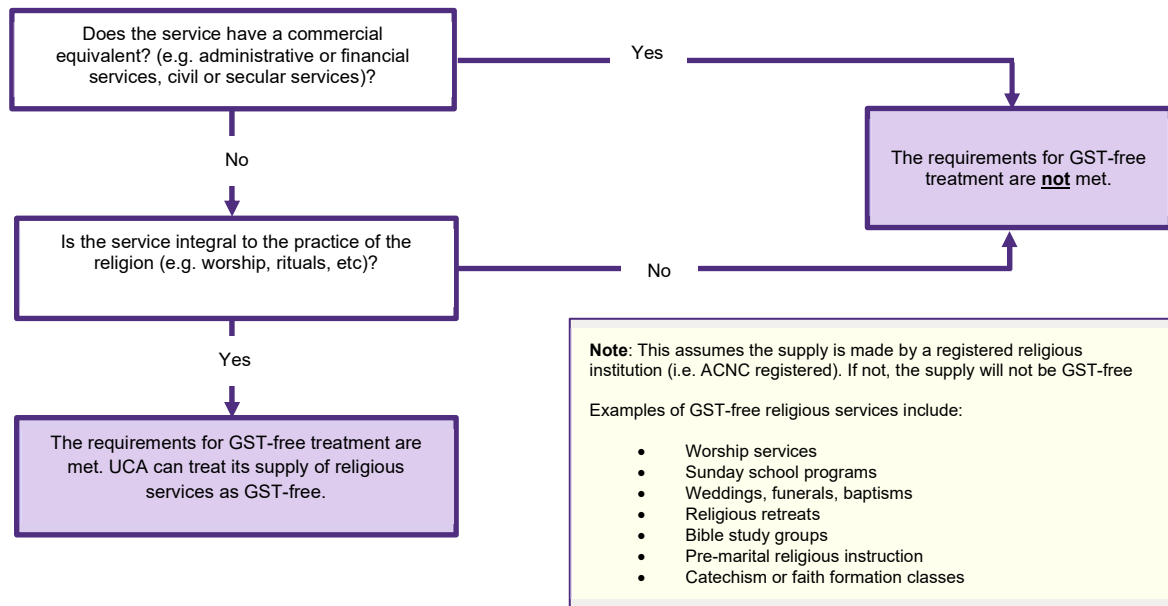 Does the service have a commercial
equivalent? (e.g. administrative or financial
services, civil or secular services)?
Yes
No
The requirements for GST-free
treatment are not met.
Is the service integral to the practice of the
religion (e.g. worship, rituals, etc)?
No
Yes
The requirements for GST-free treatment are
met. UCA can treat its supply of religious
services as GST-free.
Note: This assumes the supply is made by a registered religious
institution (i.e. ACNC registered). If not, the supply will not be GST-free
Examples of GST-free religious services include:
• Worship services
• Sunday school programs
• Weddings, funerals, baptisms
• Religious retreats
• Bible study groups
• Pre-marital religious instruction
• Catechism or faith formation classes